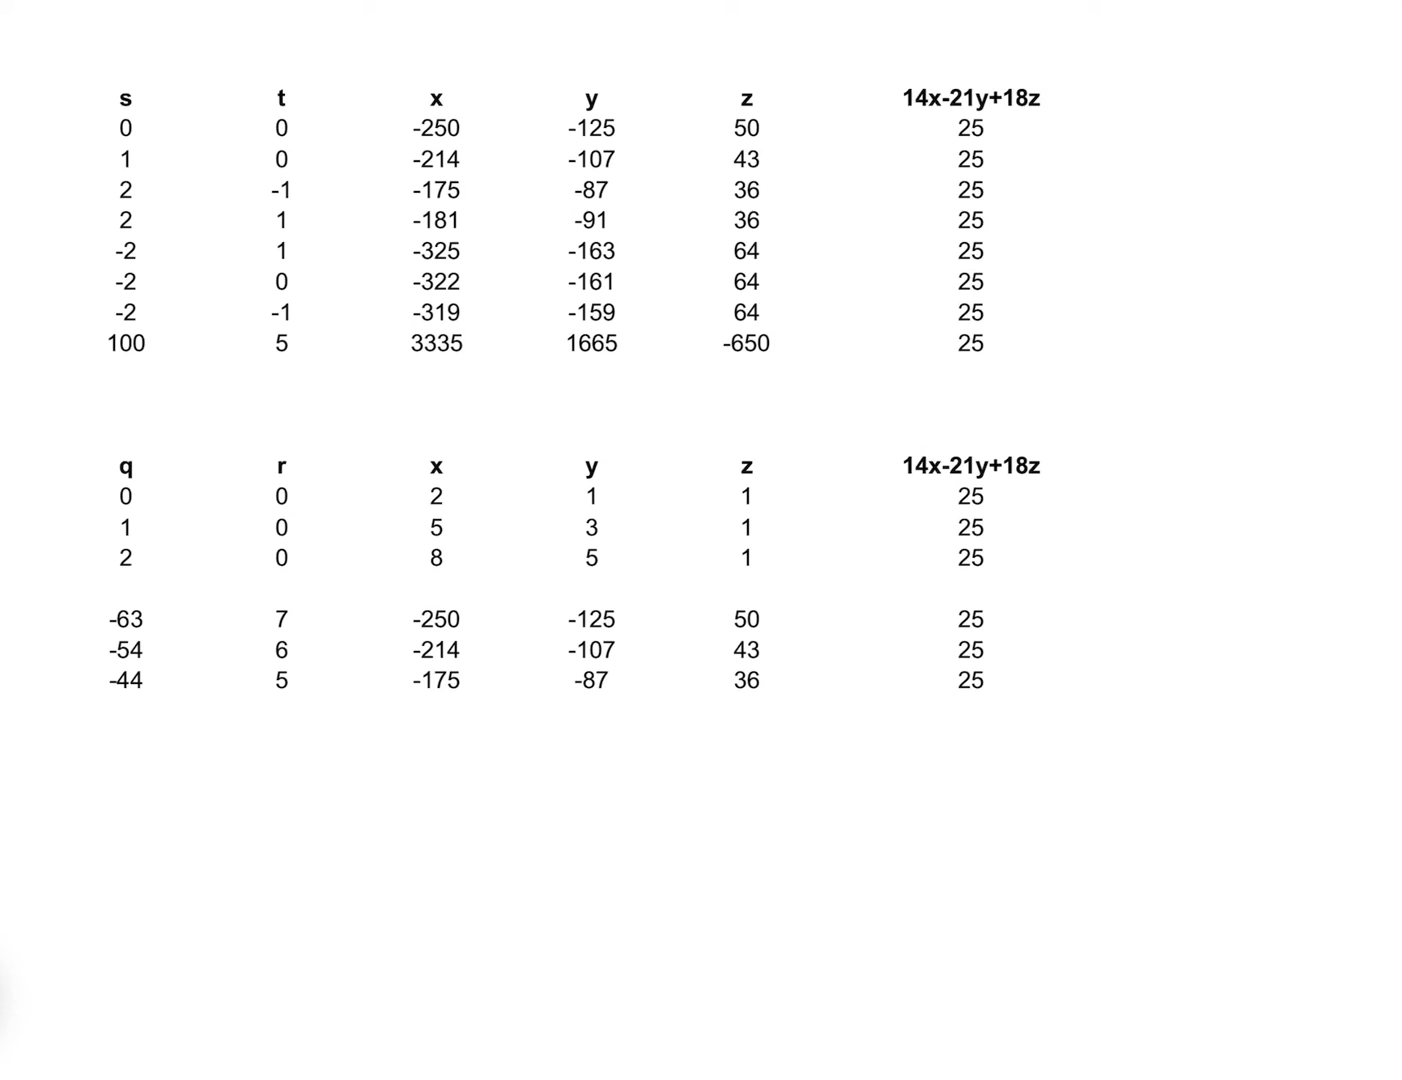 s t x y z 14x-21y+18z
0 0 -250 -125 50 25
1 0 -214 -107 43 25
2 -1 -175 -87 36 25
2 1 -181 -91 36 25
-2 1 -325 -163 64 25
-2 0 -322 -161 64 25
-2 -1 -319 -159 64 25
100 5 3335 1665 -650 25
q r x y z 14x-21y+18z
0 0 2 1 1 25
1 0 5 3 1 25
2 0 8 5 1 25
-63 7 -250 -125 50 25
-54 6 -214 -107 43 25
-44 5 -175 -87 36 25